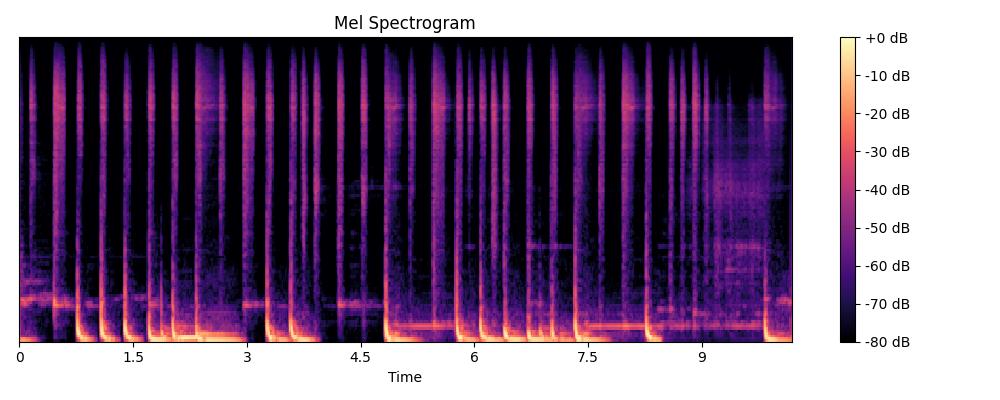 Mel Spectrogram
+0 dB
-10 dB
-20 dB
-30 dB
-40 dB
-50 dB
-60 dB
-70 dB
-80 dB
0 1.5 3 4.5 6 7.5 9
Time